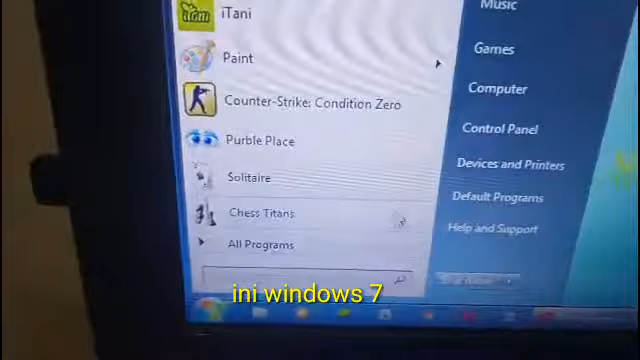 iTani
Paint
Counter-Strike: Condition Zero
Purble Place
Solitaire
Chess Titans
All Programs
Music
Games
Computer
Control Panel
Devices and Printers
Default Programs
Help and Support
ini windows 7